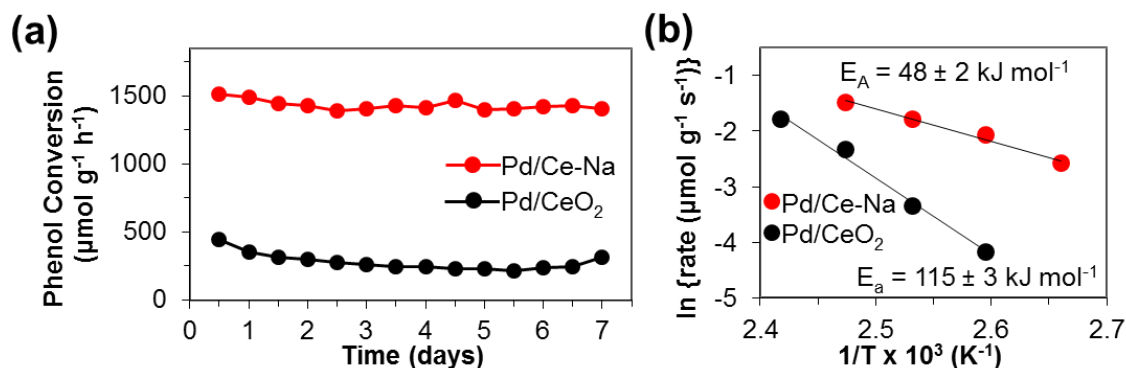 (a)
Phenol Conversion
(µmol g⁻¹ h⁻¹)
1500
1000
500
0
Pd/Ce-Na
Pd/CeO₂
0 1 2 3 4 5 6 7
Time (days)
(b)
ln {rate (µmol g⁻¹ s⁻¹)}
-1
-2
-3
-4
-5
E_A = 48 ± 2 kJ mol⁻¹
Pd/Ce-Na
Pd/CeO₂
Eₐ = 115 ± 3 kJ mol⁻¹
2.4 2.5 2.6 2.7
1/T x 10³ (K⁻¹)